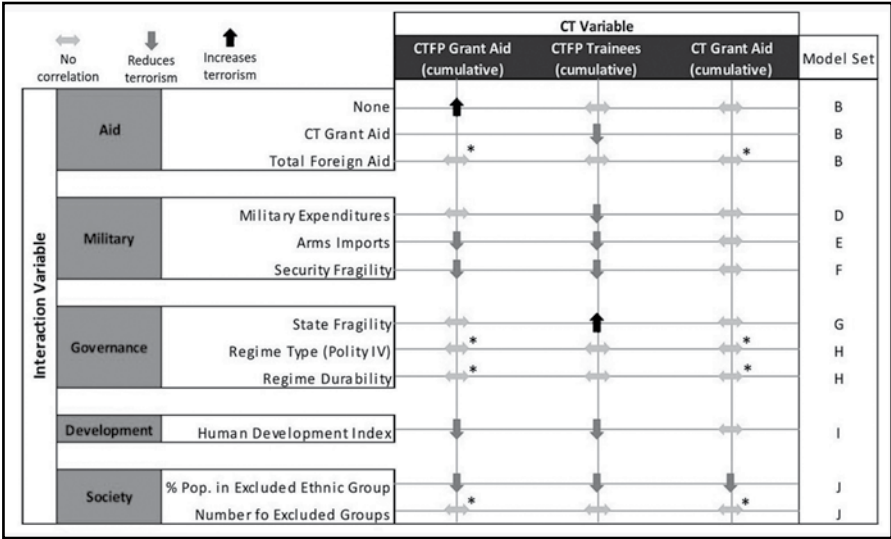 CT Variable
No correlation
Reduces terrorism
Increases terrorism
CTFP Grant Aid (cumulative)
CTFP Trainees (cumulative)
CT Grant Aid (cumulative)
Model Set
Interaction Variable
Aid
None B
CT Grant Aid B
Total Foreign Aid * * B
Military
Military Expenditures D
Arms Imports E
Security Fragility F
Governance
State Fragility G
Regime Type (Polity IV) * * H
Regime Durability * * H
Development
Human Development Index I
Society
% Pop. in Excluded Ethnic Group J
Number fo Excluded Groups * * J